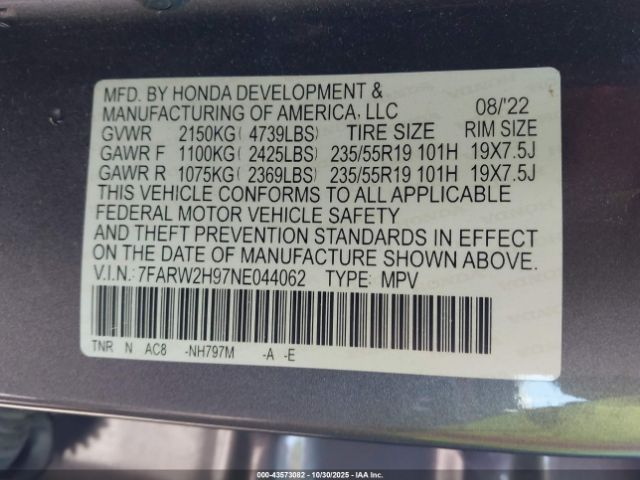 MFD. BY HONDA DEVELOPMENT &
MANUFACTURING OF AMERICA, LLC 08/'22
GVWR 2150KG( 4739LBS) TIRE SIZE RIM SIZE
GAWR F 1100KG( 2425LBS) 235/55R19 101H 19X7.5J
GAWR R 1075KG( 2369LBS) 235/55R19 101H 19X7.5J
THIS VEHICLE CONFORMS TO ALL APPLICABLE
FEDERAL MOTOR VEHICLE SAFETY
AND THEFT PREVENTION STANDARDS IN EFFECT
ON THE DATE OF MANUFACTURE SHOWN ABOVE.
V.I.N.: 7FARW2H97NE044062 TYPE: MPV
TNR N AC8 -NH797M -A -E
00-43573082 • 10/30/2025 • IAA Inc.